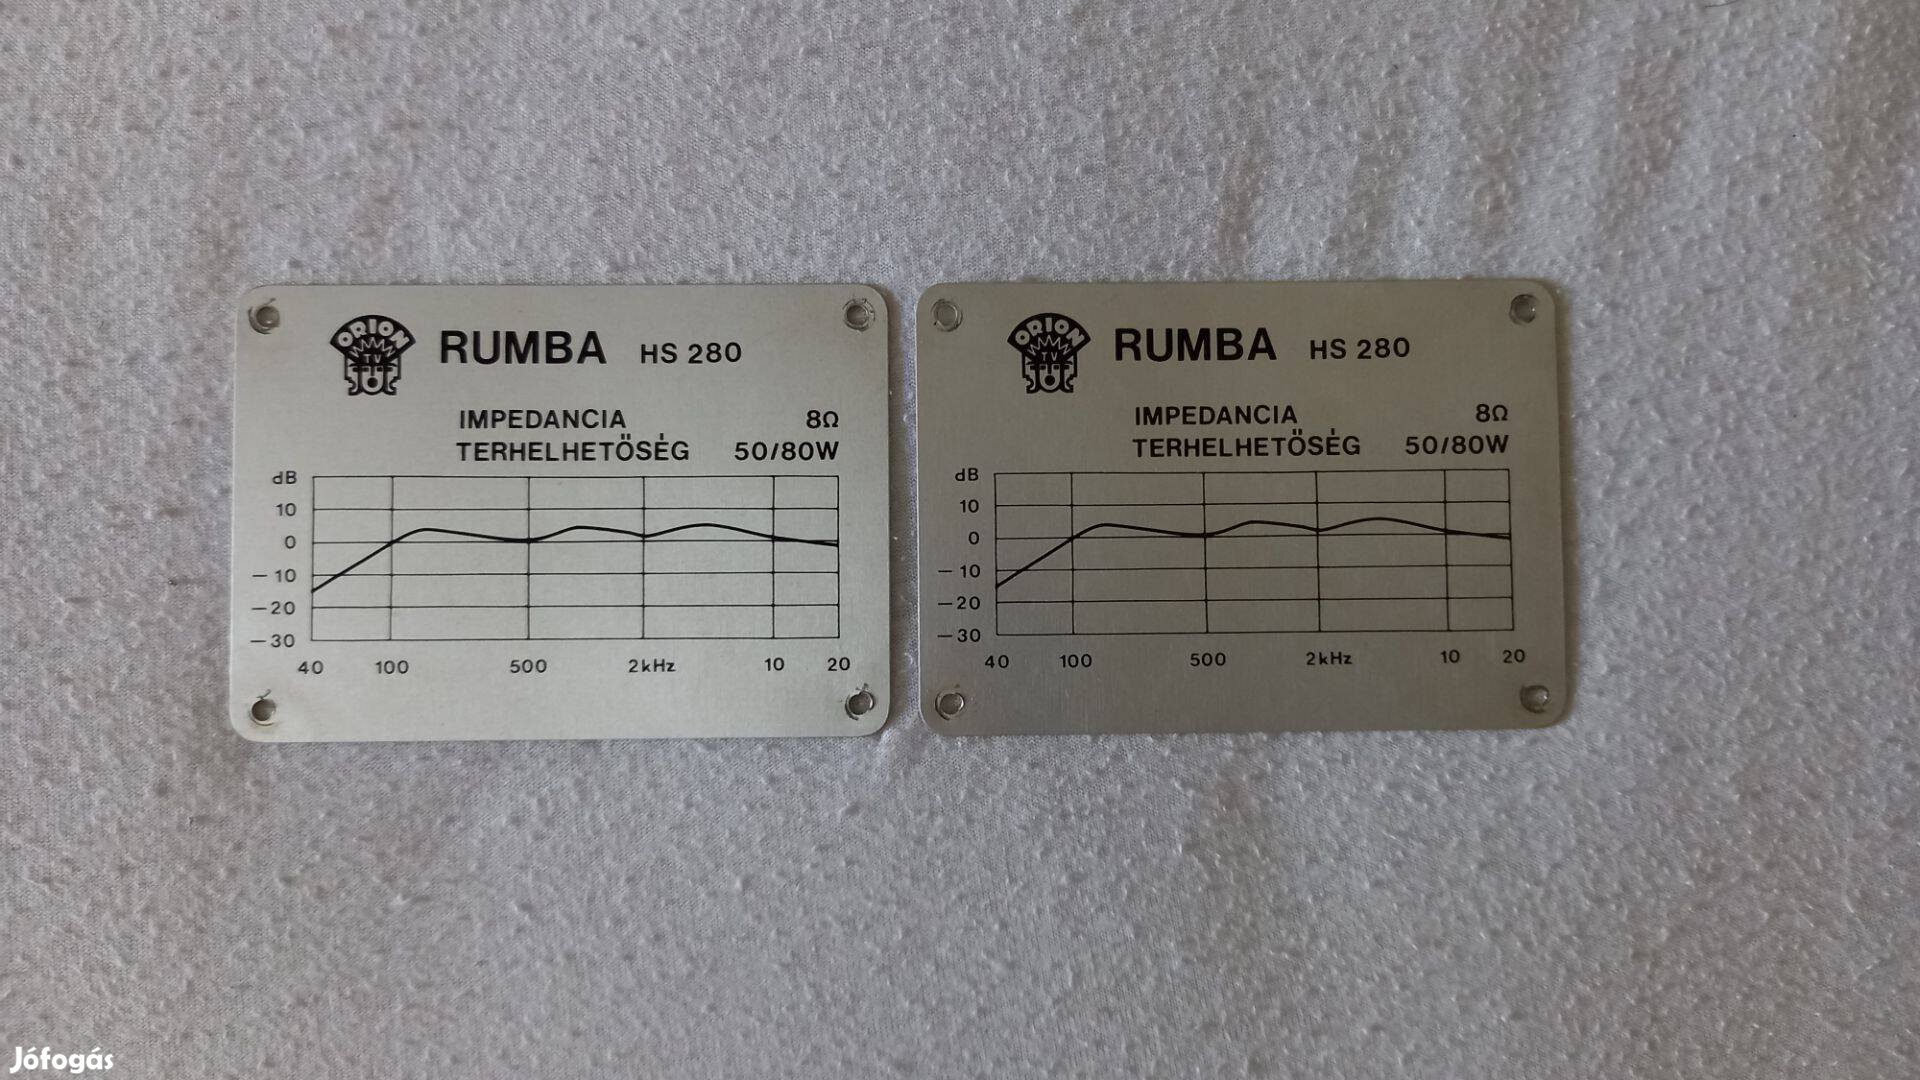 ORION
TV
RUMBA HS 280
IMPEDANCIA 8Ω
TERHELHETŐSÉG 50/80W
dB
10
0
—10
—20
—30
40 100 500 2kHz 10 20
ORION
TV
RUMBA HS 280
IMPEDANCIA 8Ω
TERHELHETŐSÉG 50/80W
dB
10
0
—10
—20
—30
40 100 500 2kHz 10 20
Jófogás